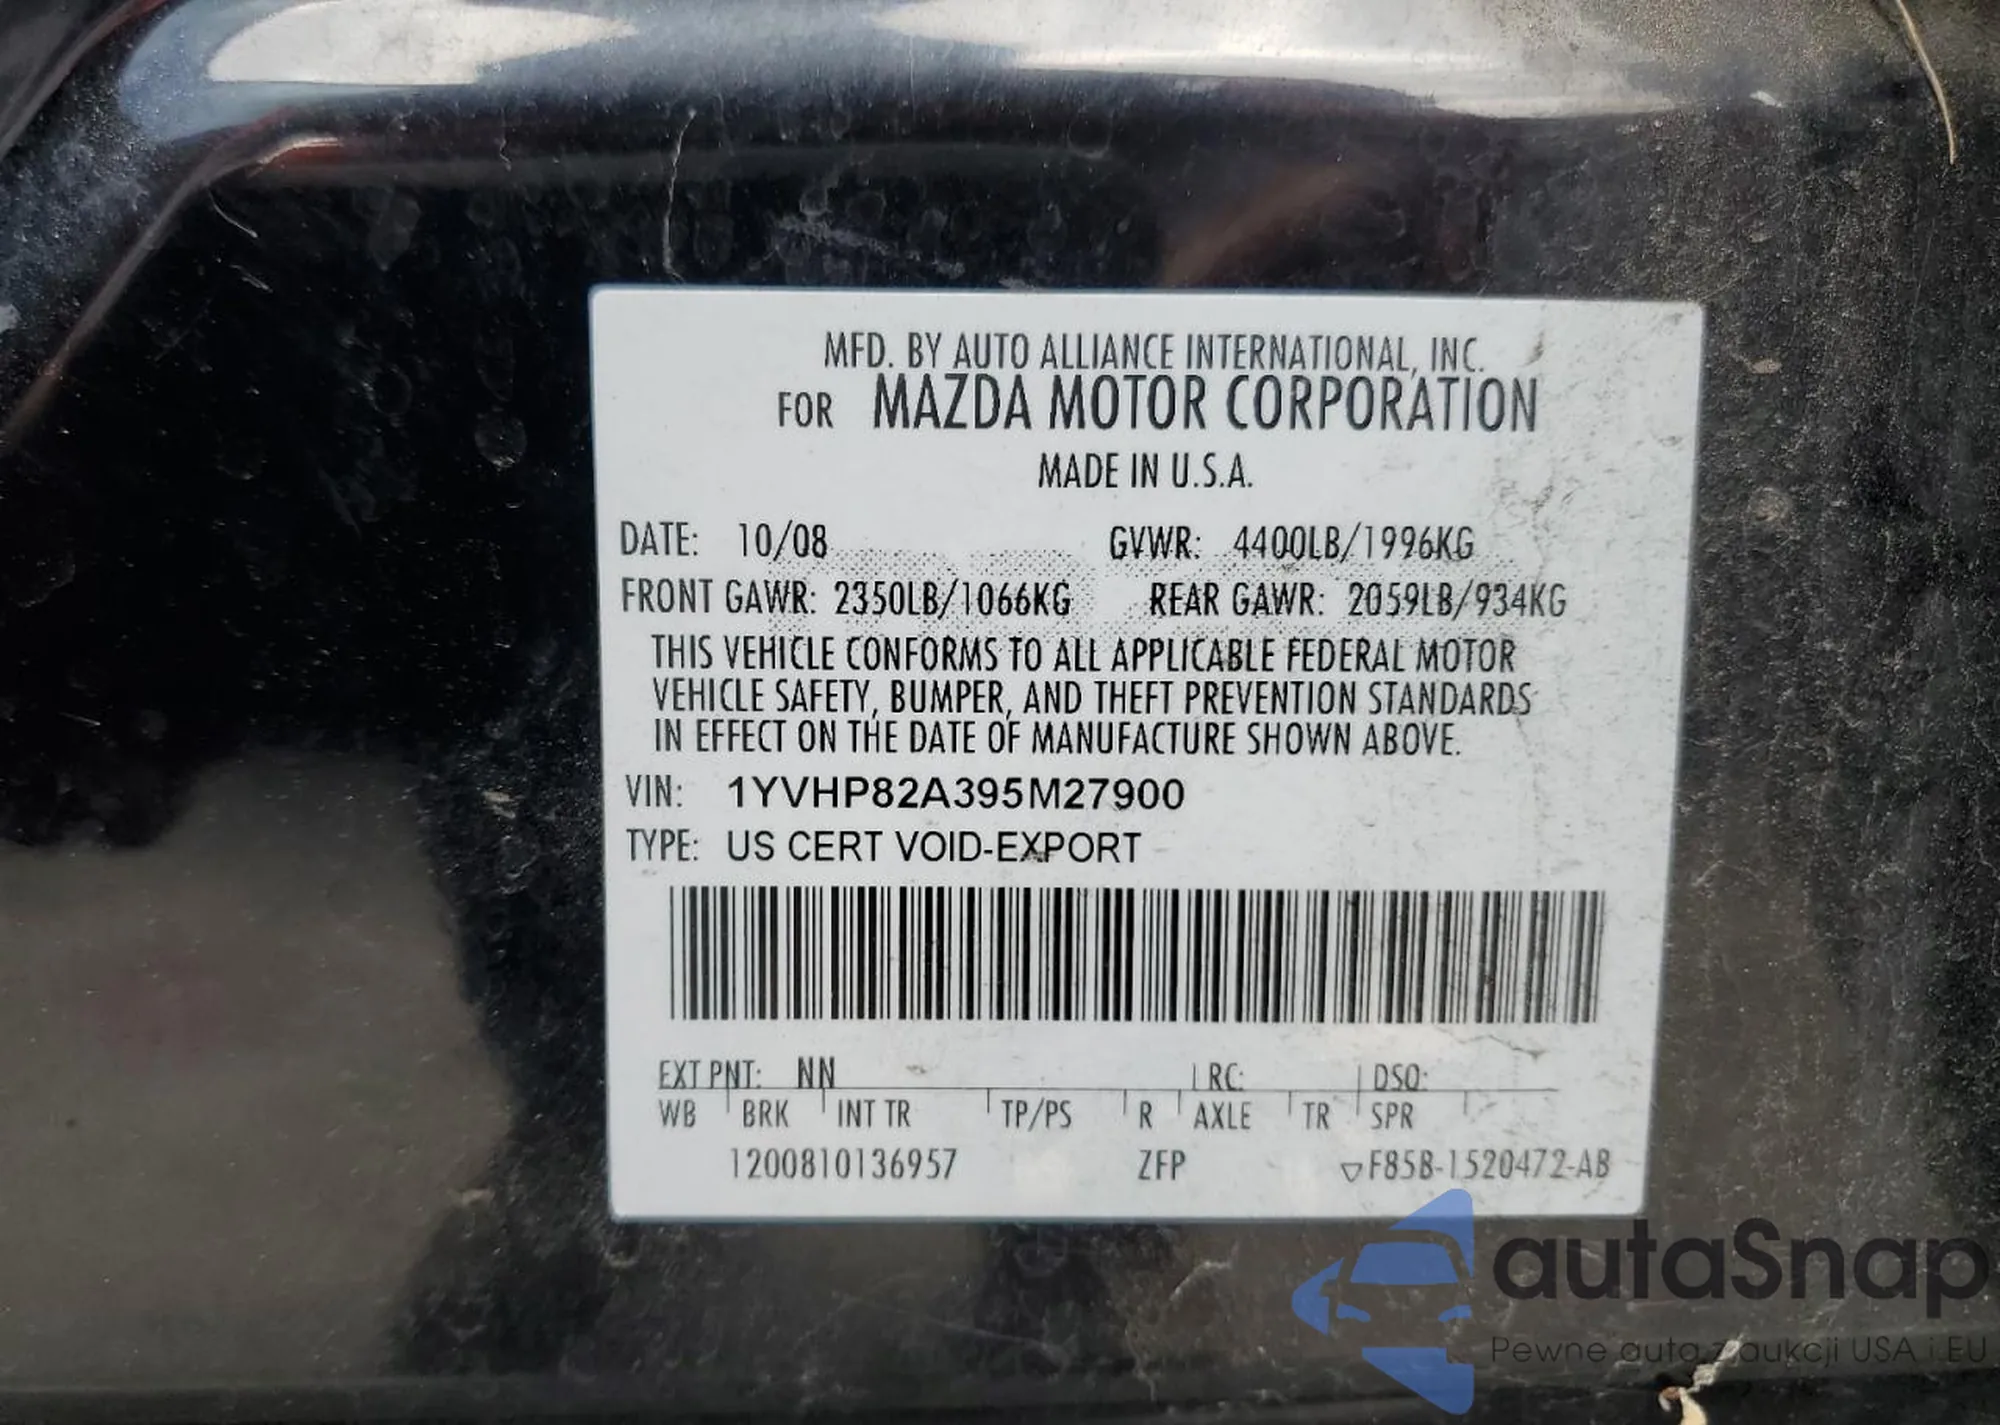 MFD. BY AUTO ALLIANCE INTERNATIONAL, INC.
FOR MAZDA MOTOR CORPORATION
MADE IN U.S.A.
DATE: 10/08 GVWR: 4400LB/1996KG
FRONT GAWR: 2350LB/1066KG REAR GAWR: 2059LB/934KG
THIS VEHICLE CONFORMS TO ALL APPLICABLE FEDERAL MOTOR
VEHICLE SAFETY, BUMPER, AND THEFT PREVENTION STANDARDS
IN EFFECT ON THE DATE OF MANUFACTURE SHOWN ABOVE.
VIN: 1YVHP82A395M27900
TYPE: US CERT VOID-EXPORT
EXT PNT: NN RC: DSO:
WB BRK INT TR TP/PS R AXLE TR SPR
1200810136957 ZFP F85B-1520472-AB
autaSnap
Pewne auta z aukcji USA i EU